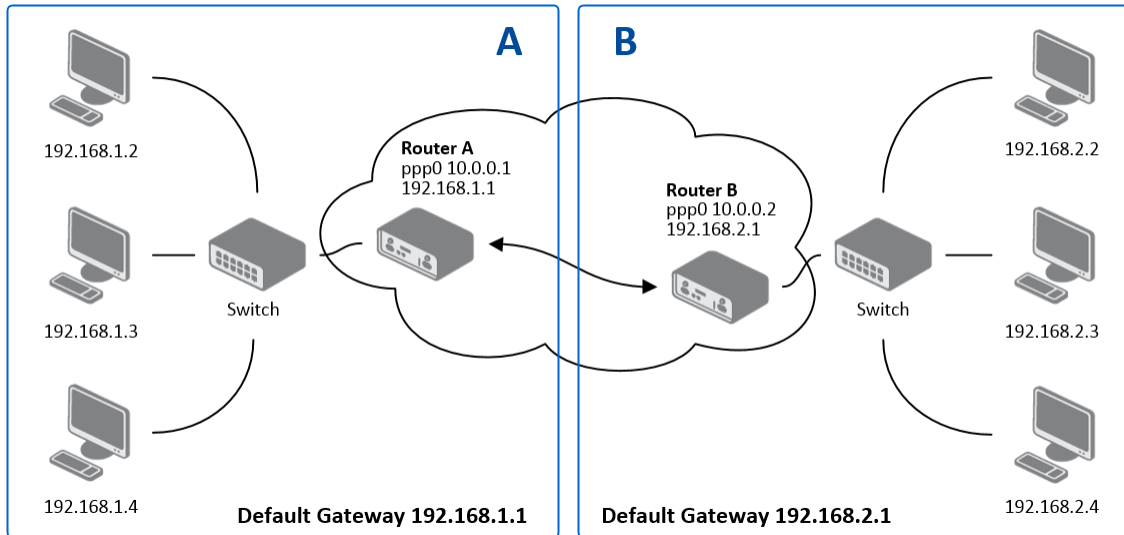 A
B
192.168.1.2
192.168.1.3
192.168.1.4
Switch
Router A
ppp0 10.0.0.1
192.168.1.1
Default Gateway 192.168.1.1
Router B
ppp0 10.0.0.2
192.168.2.1
Switch
192.168.2.2
192.168.2.3
192.168.2.4
Default Gateway 192.168.2.1